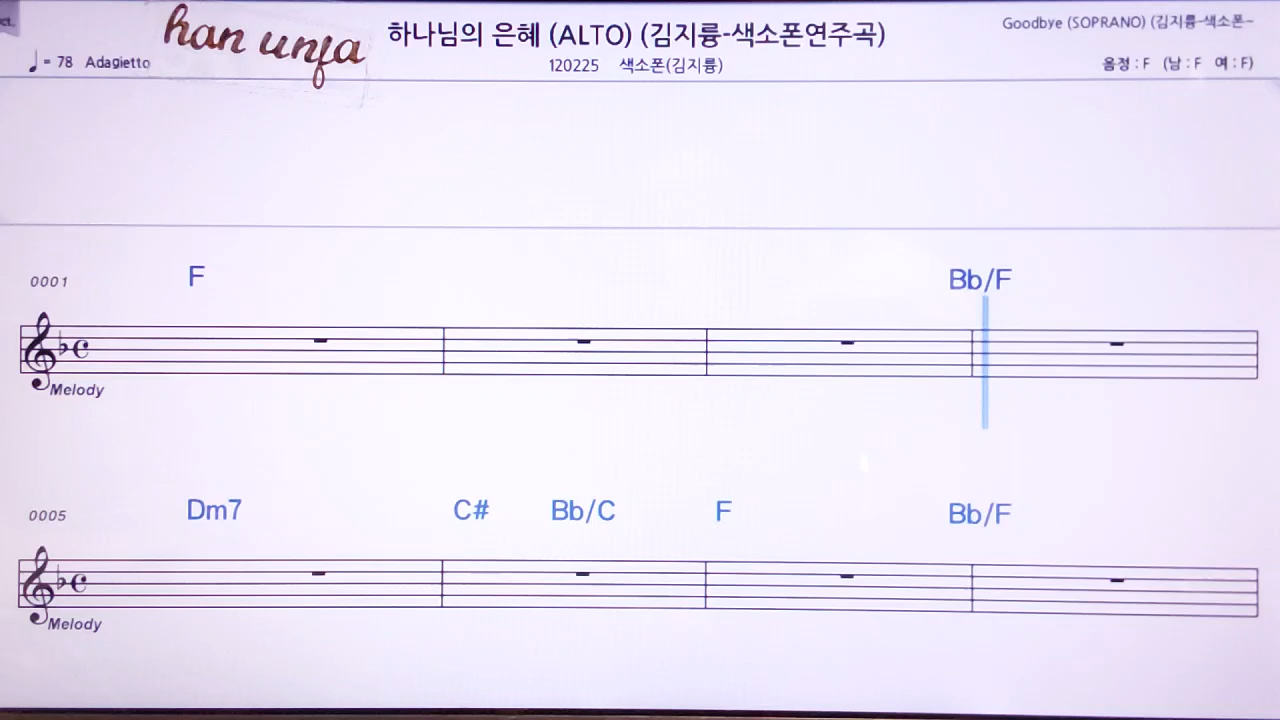 하나님의 은혜 (ALTO) (김지륭-색소폰연주곡)
Goodbye (SOPRANO) (김지륭-색소폰~
han unfa
♩ = 78 Adagietto
120225 색소폰(김지륭)
음정 : F (남 : F 여 : F)
0001 F Bb/F
Melody
0005 Dm7 C# Bb/C F Bb/F
Melody